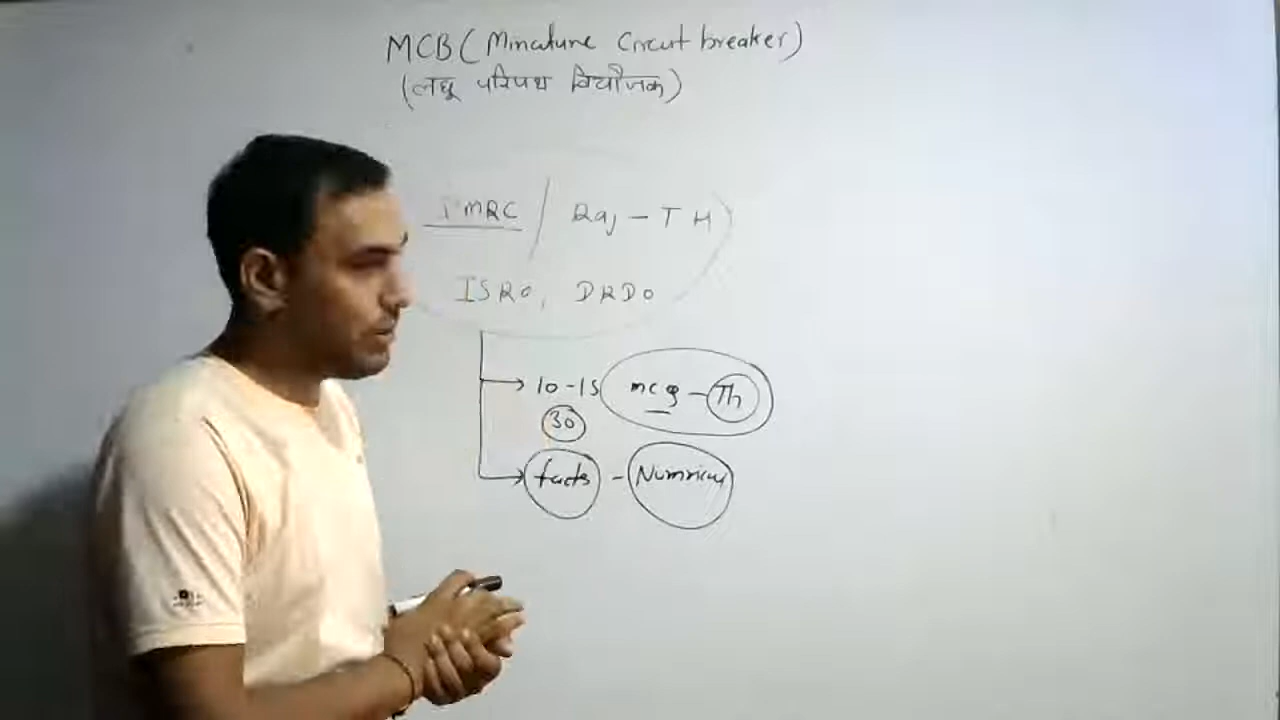 MCB (Minature Circuit breaker)
(लघु परिपथ वियोजक)
MRC / Raj - TH
ISRO, DRDO
10-15 mcq - Th
30
facts - Numrical